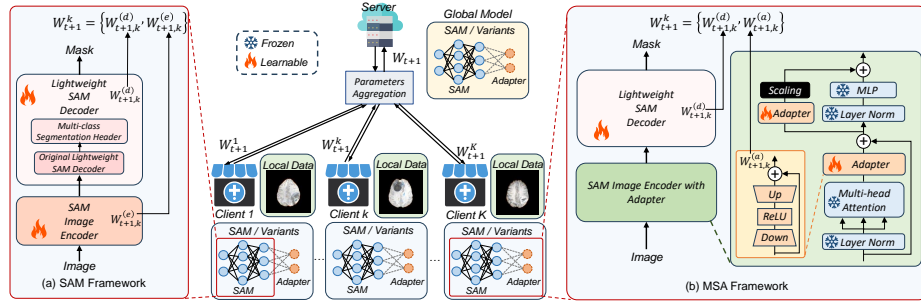 W^k_{t+1} = {W^{(d)}_{t+1,k}, W^{(e)}_{t+1,k}}
Mask
Lightweight
SAM
Decoder
W^{(d)}_{t+1,k}
Multi-class
Segmentation Header
Original Lightweight
SAM Decoder
SAM
Image
Encoder
W^{(e)}_{t+1,k}
Image
(a) SAM Framework
Frozen
Learnable
Server
W_{t+1}
Parameters
Aggregation
Global Model
SAM / Variants
SAM
Adapter
W^1_{t+1}
W^k_{t+1}
W^K_{t+1}
Local Data
Client 1
Local Data
Client k
Local Data
Client K
SAM / Variants
SAM
Adapter
SAM / Variants
SAM
Adapter
SAM / Variants
SAM
Adapter
W^k_{t+1} = {W^{(d)}_{t+1,k}, W^{(a)}_{t+1,k}}
Mask
Lightweight
SAM
Decoder
W^{(d)}_{t+1,k}
SAM Image Encoder with
Adapter
Image
W^{(a)}_{t+1,k}
Up
ReLU
Down
Scaling
Adapter
MLP
Layer Norm
Adapter
Multi-head
Attention
Layer Norm
(b) MSA Framework